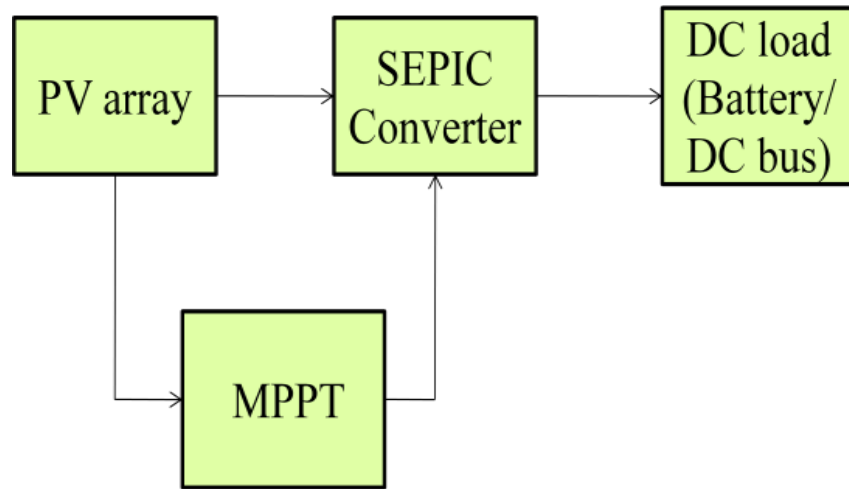 PV array
SEPIC
Converter
DC load
(Battery/
DC bus)
MPPT